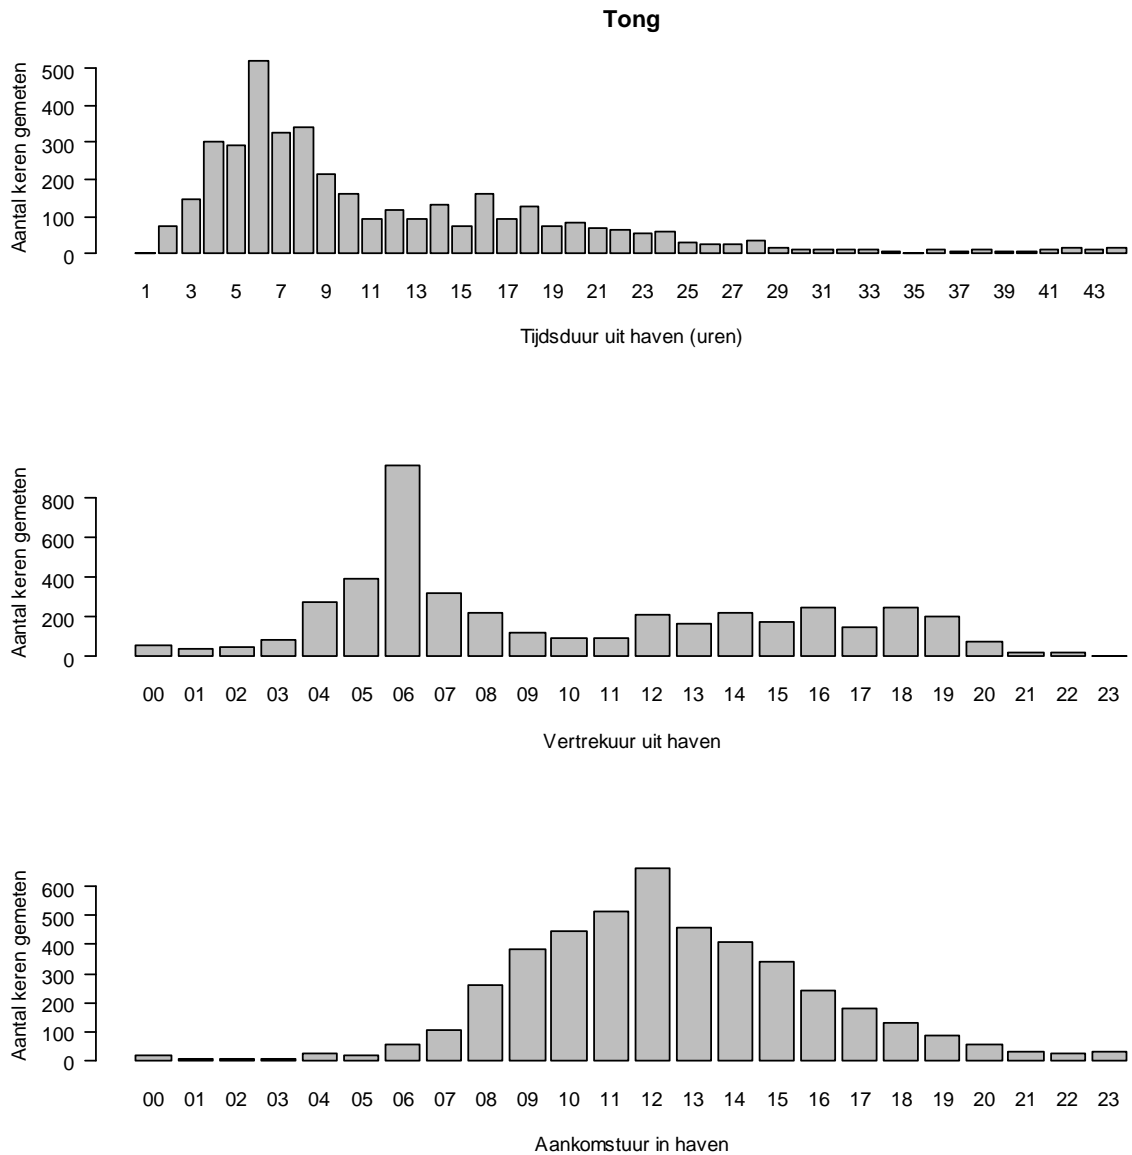 Tong
Aantal keren gemeten
500
400
300
200
100
0
1 3 5 7 9 11 13 15 17 19 21 23 25 27 29 31 33 35 37 39 41 43
Tijdsduur uit haven (uren)
Aantal keren gemeten
800
600
400
200
0
00 01 02 03 04 05 06 07 08 09 10 11 12 13 14 15 16 17 18 19 20 21 22 23
Vertrekuur uit haven
Aantal keren gemeten
600
500
400
300
200
100
0
00 01 02 03 04 05 06 07 08 09 10 11 12 13 14 15 16 17 18 19 20 21 22 23
Aankomstuur in haven